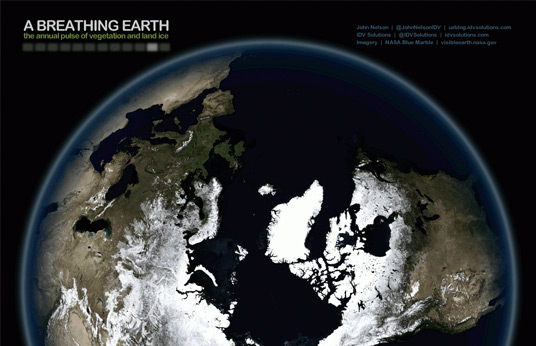 A BREATHING EARTH
the annual pulse of vegetation and land ice
John Nelson | @JohnNelsonIDV | uxblog.idvsolutions.com
IDV Solutions | @IDVSolutions | idvsolutions.com
Imagery | NASA Blue Marble | visibleearth.nasa.gov